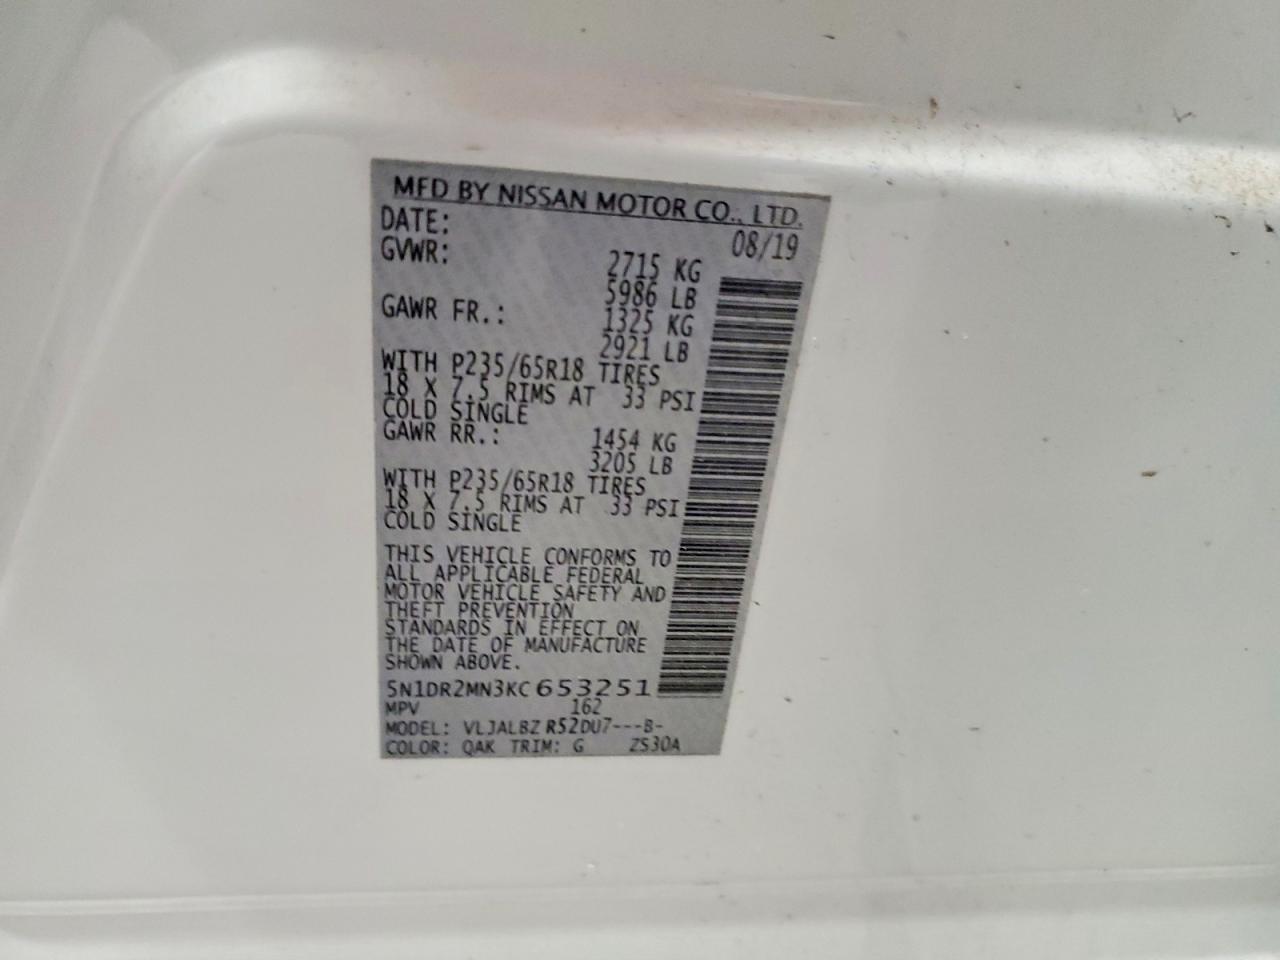 MFD BY NISSAN MOTOR CO., LTD.
DATE: 08/19
GVWR: 2715 KG
5986 LB
GAWR FR.: 1325 KG
2921 LB
WITH P235/65R18 TIRES
18 X 7.5 RIMS AT 33 PSI
COLD SINGLE
GAWR RR.: 1454 KG
3205 LB
WITH P235/65R18 TIRES
18 X 7.5 RIMS AT 33 PSI
COLD SINGLE
THIS VEHICLE CONFORMS TO
ALL APPLICABLE FEDERAL
MOTOR VEHICLE SAFETY AND
THEFT PREVENTION
STANDARDS IN EFFECT ON
THE DATE OF MANUFACTURE
SHOWN ABOVE.
5N1DR2MN3KC653251
MPV 162
MODEL: VLJALBZ R52DU7---B-
COLOR: QAK TRIM: G ZS30A